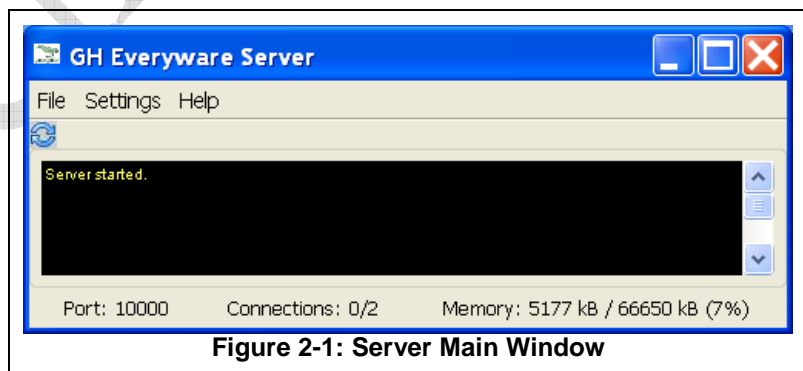 GH Everyware Server
File Settings Help
Server started.
Port: 10000 Connections: 0/2 Memory: 5177 kB / 66650 kB (7%)
Figure 2-1: Server Main Window